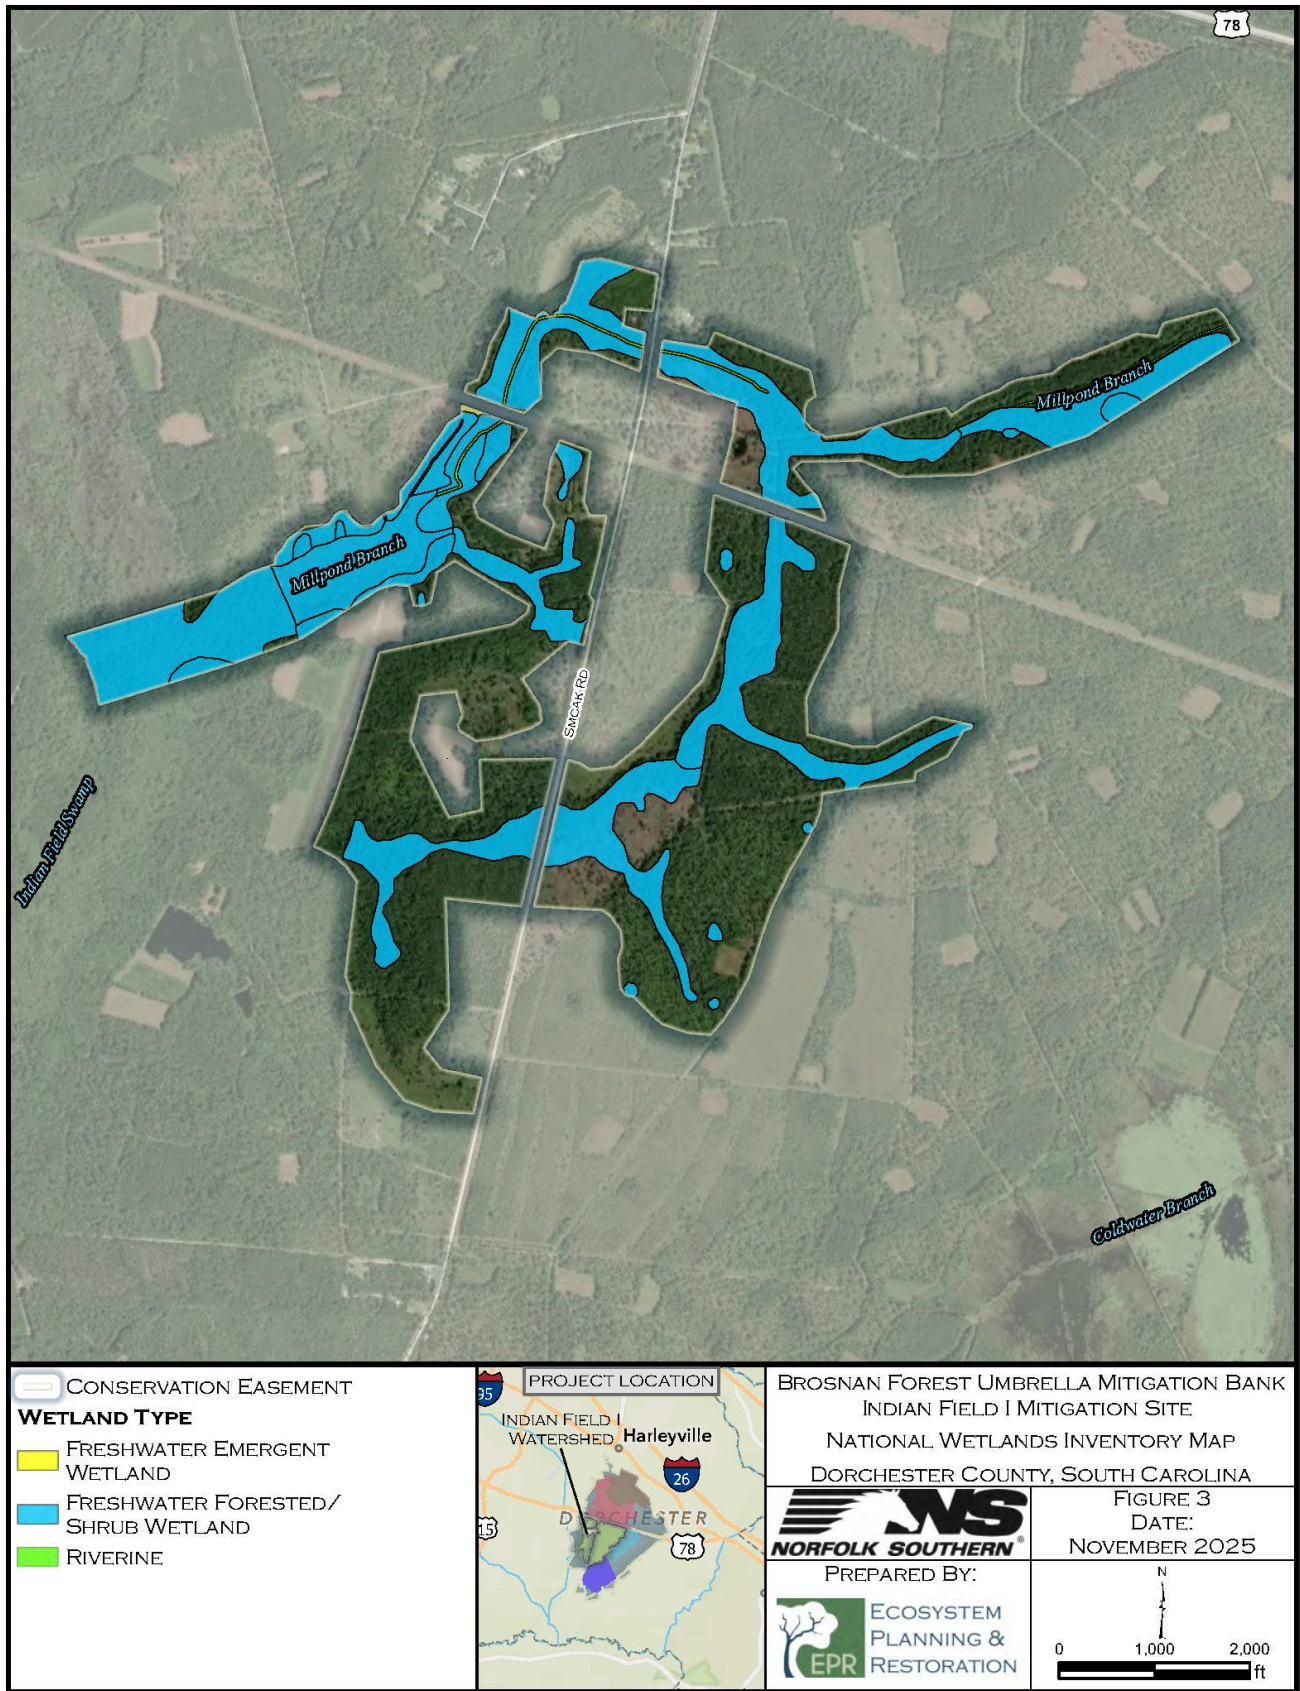 78
Millpond Branch
Millpond Branch
SMCAK RD
Indian Field Swamp
Coldwater Branch
CONSERVATION EASEMENT
WETLAND TYPE
FRESHWATER EMERGENT
WETLAND
FRESHWATER FORESTED/
SHRUB WETLAND
RIVERINE
PROJECT LOCATION
95
INDIAN FIELD I
WATERSHED
Harleyville
26
DORCHESTER
15
78
BROSNAN FOREST UMBRELLA MITIGATION BANK
INDIAN FIELD I MITIGATION SITE
NATIONAL WETLANDS INVENTORY MAP
DORCHESTER COUNTY, SOUTH CAROLINA
NS
NORFOLK SOUTHERN®
FIGURE 3
DATE:
NOVEMBER 2025
PREPARED BY:
EPR
ECOSYSTEM
PLANNING &
RESTORATION
N
0 1,000 2,000
ft